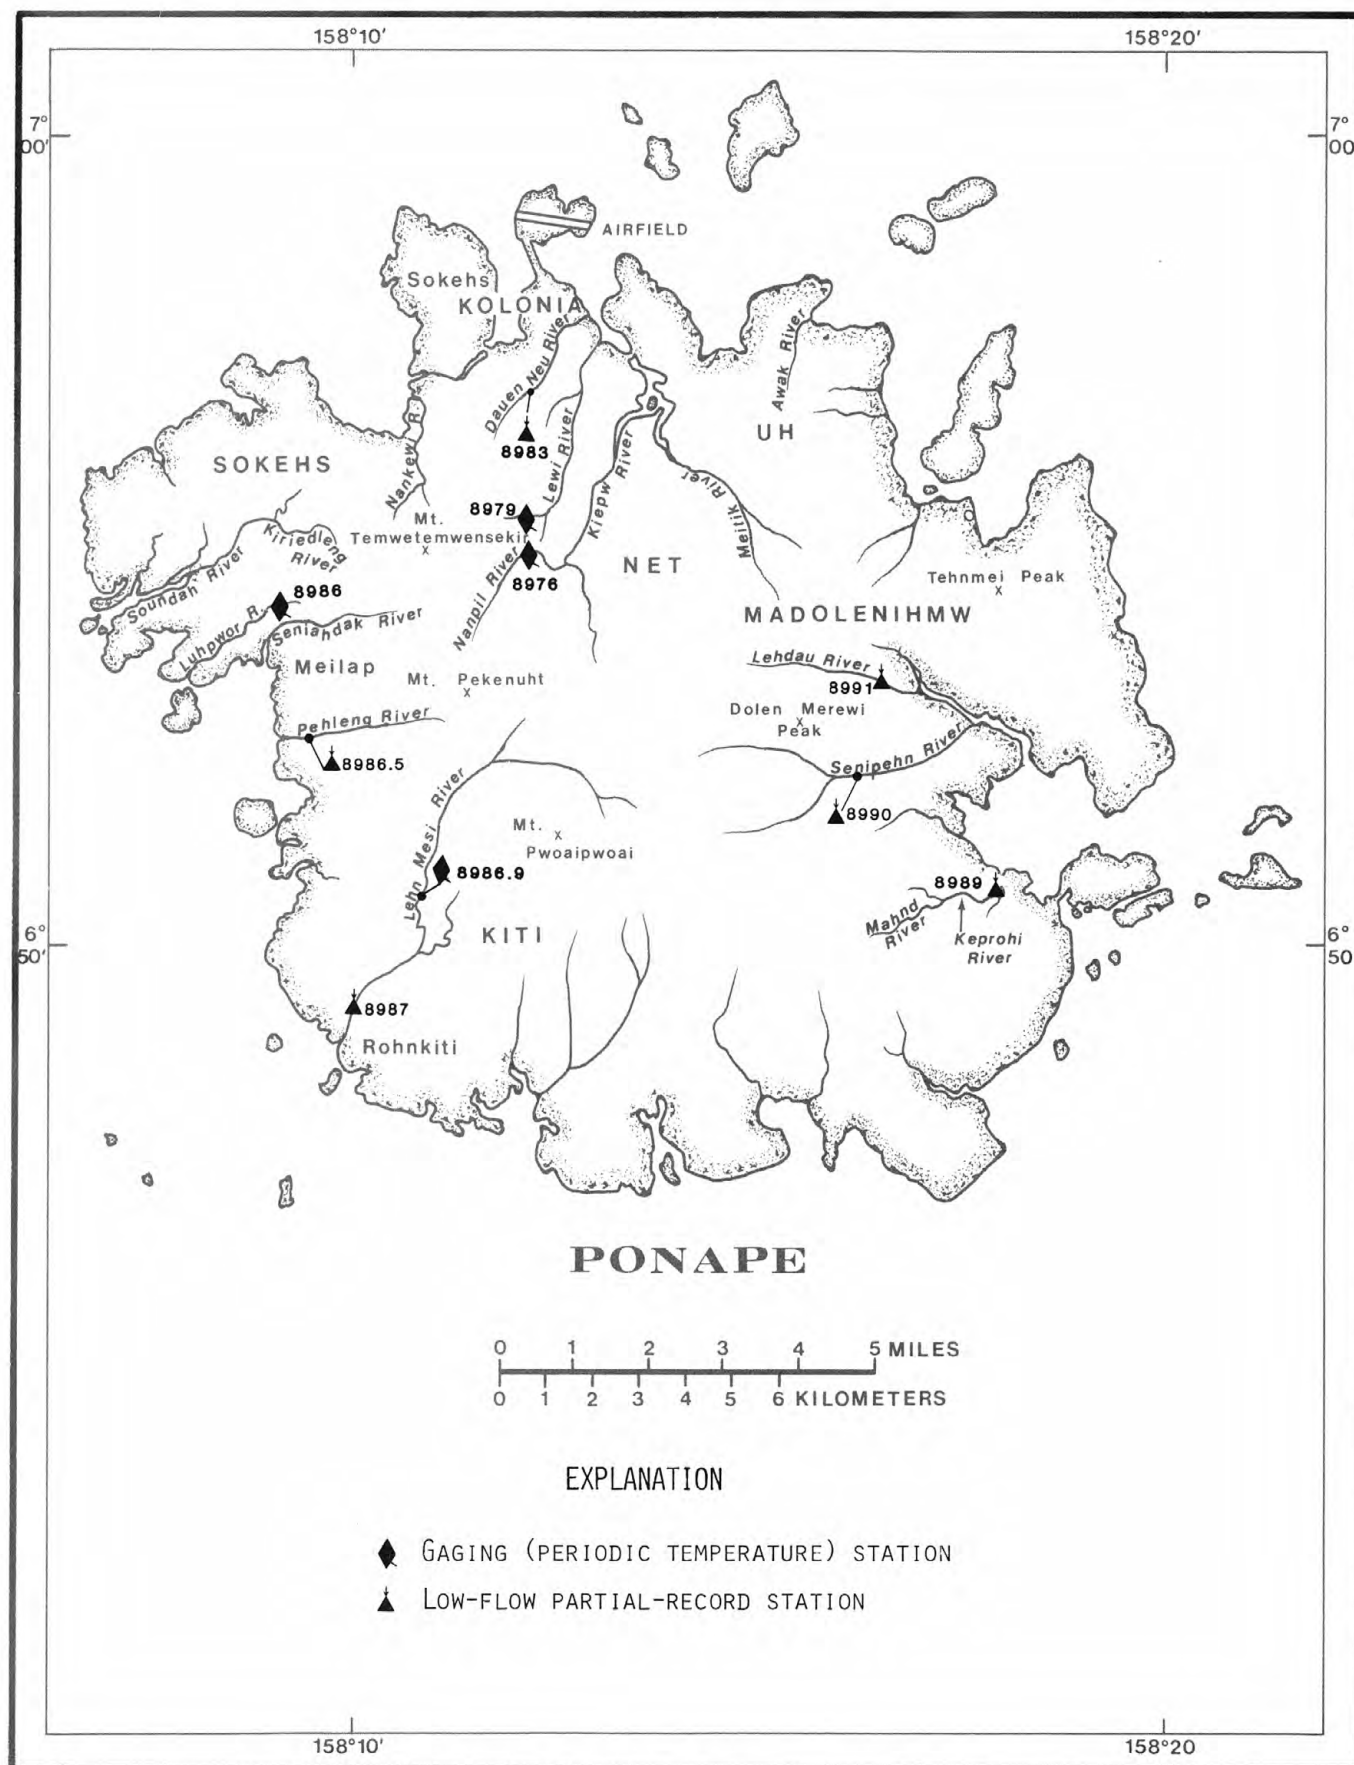 158°10'
158°20'
7°
00'
7°
00'
AIRFIELD
Sokehs
KOLONIA
Dauen Neu River
Awak River
UH
8983
SOKEHS
Nankewi R.
Lewi River
Kiepw River
Meitik River
8979
Mt.
Temwetemwensekir
Kiriedleng
River
NET
8976
Tehnmei Peak
Soundah River
8986
Nanpil River
MADOLENIHMW
Luhpwor R.
Seniahdak River
Lehdau River
Meilap
Mt. Pekenuht
8991
Dolen Merewi
Peak
Pehleng River
Senipehn River
8986.5
Lehn Mesi River
8990
Mt.
Pwoaipwoai
8986.9
8989
Mahnd
River
KITI
Keprohi
River
6°
50'
6°
50'
8987
Rohnkiti
PONAPE
0 1 2 3 4 5 MILES
0 1 2 3 4 5 6 KILOMETERS
EXPLANATION
GAGING (PERIODIC TEMPERATURE) STATION
LOW-FLOW PARTIAL-RECORD STATION
158°10'
158°20'